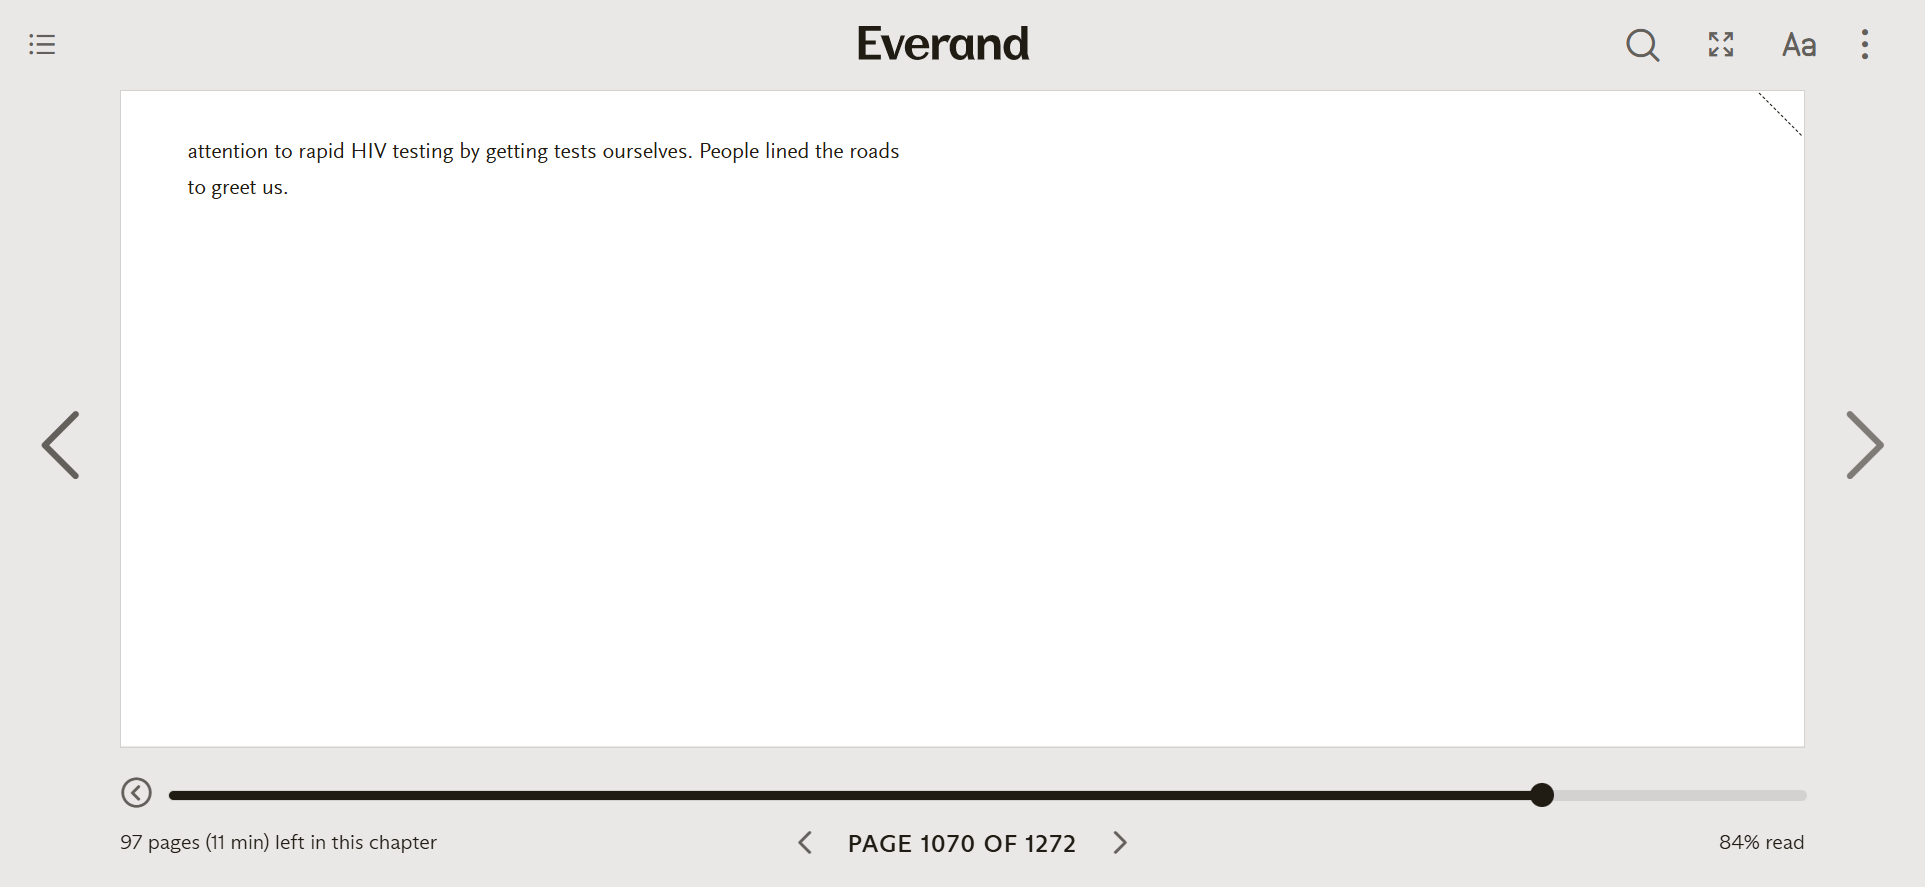 Everand
Aa
attention to rapid HIV testing by getting tests ourselves. People lined the roads
to greet us.
97 pages (11 min) left in this chapter
PAGE 1070 OF 1272
84% read